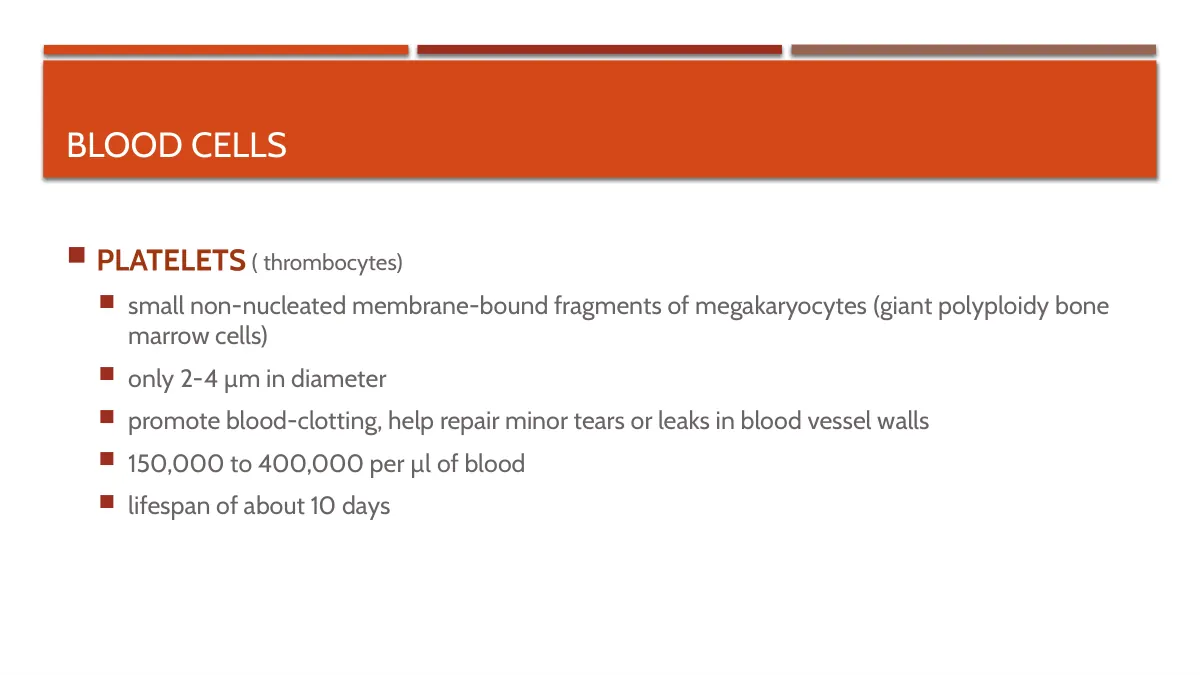 BLOOD CELLS
PLATELETS ( thrombocytes)
small non-nucleated membrane-bound fragments of megakaryocytes (giant polyploidy bone
marrow cells)
only 2-4 µm in diameter
promote blood-clotting, help repair minor tears or leaks in blood vessel walls
150,000 to 400,000 per µl of blood
lifespan of about 10 days